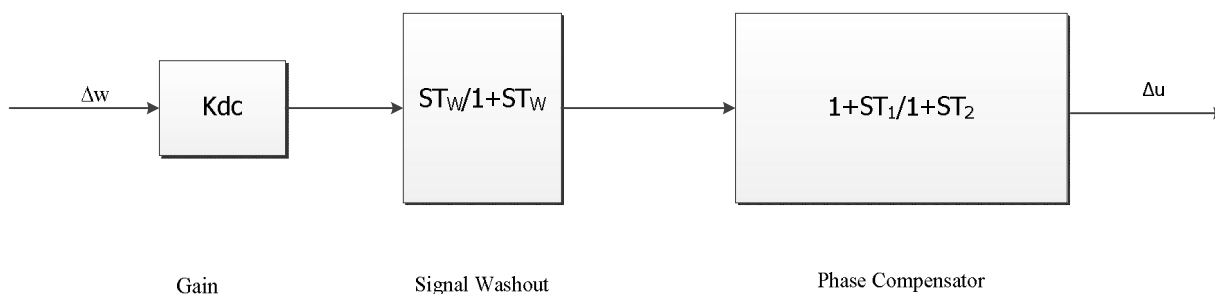 Δw
Kdc
STW/1+STW
1+ST1/1+ST2
Δu
Gain
Signal Washout
Phase Compensator